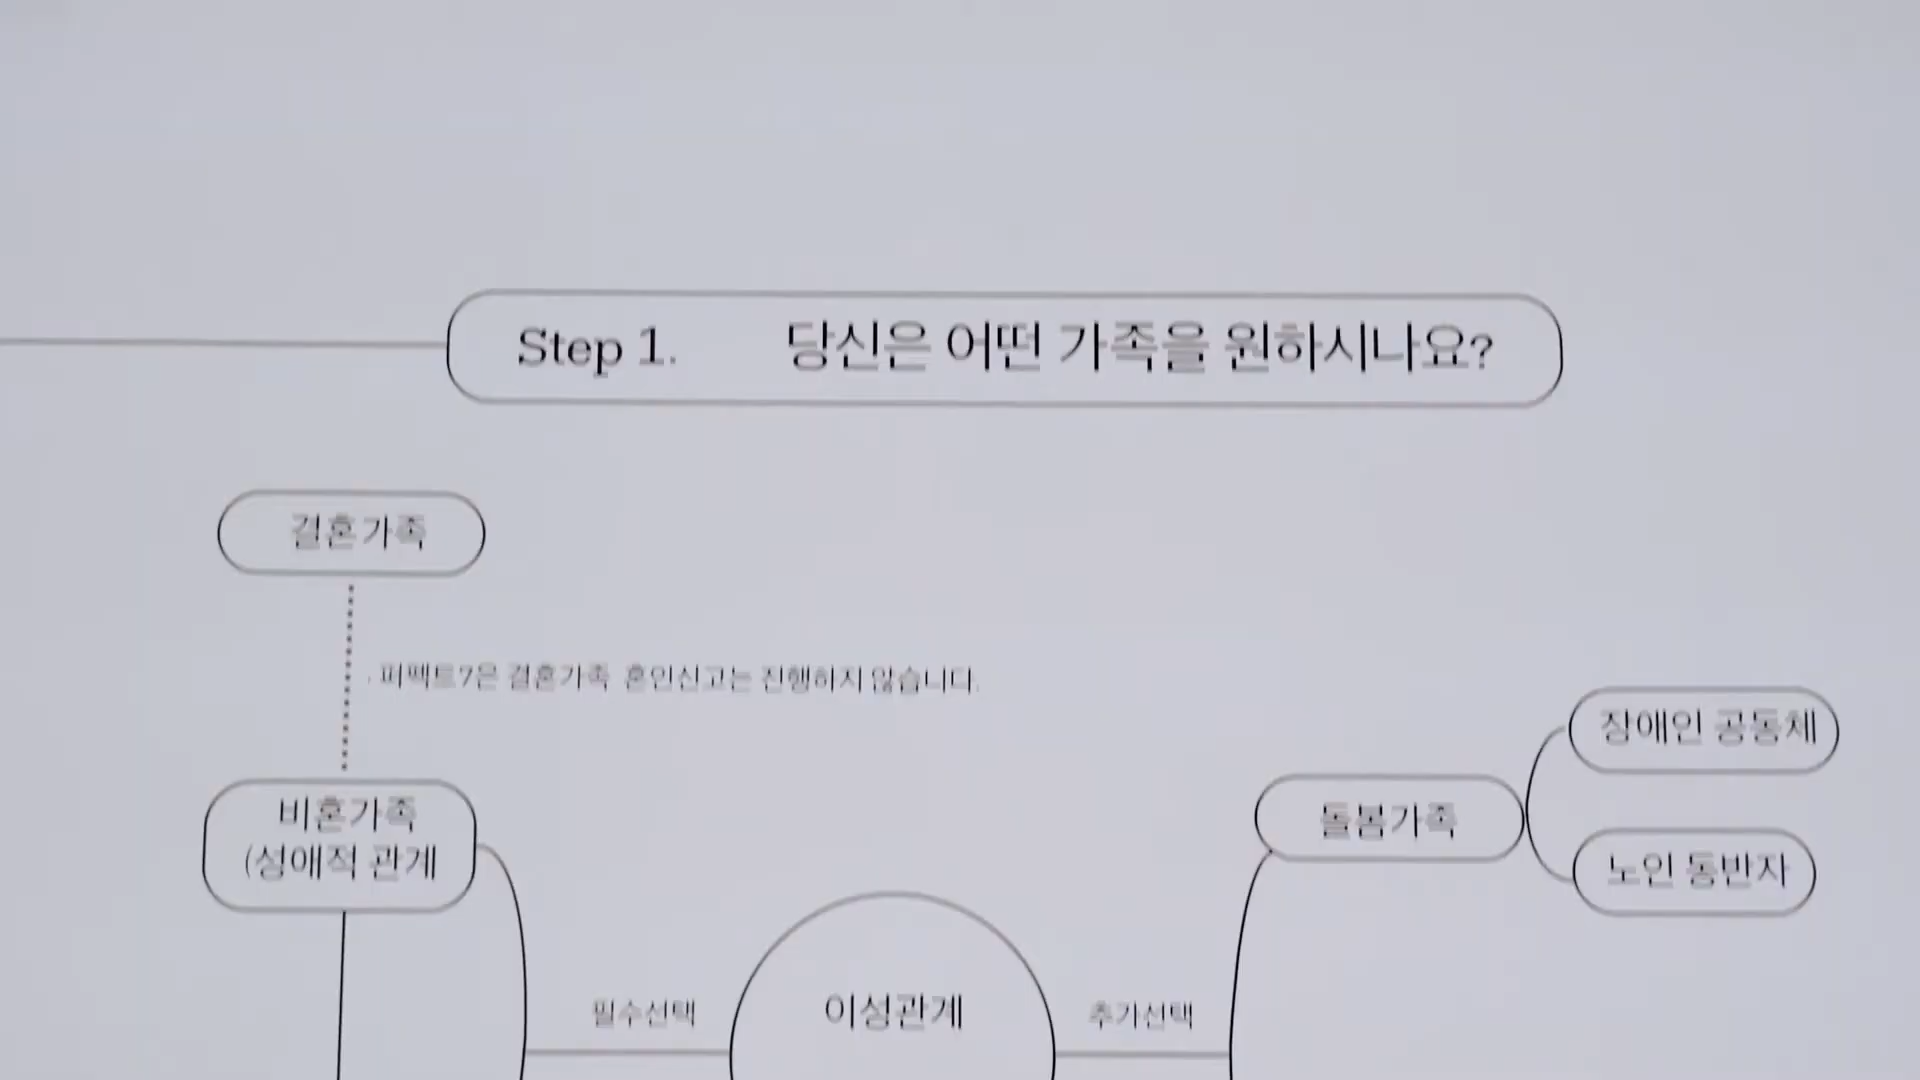 Step 1. 당신은 어떤 가족을 원하시나요?
결혼가족
퍼펙트7은 결혼가족 혼인신고는 진행하지 않습니다.
장애인 공동체
비혼가족
(성애적 관계
돌봄가족
노인 동반자
필수선택
이성관계
추가선택